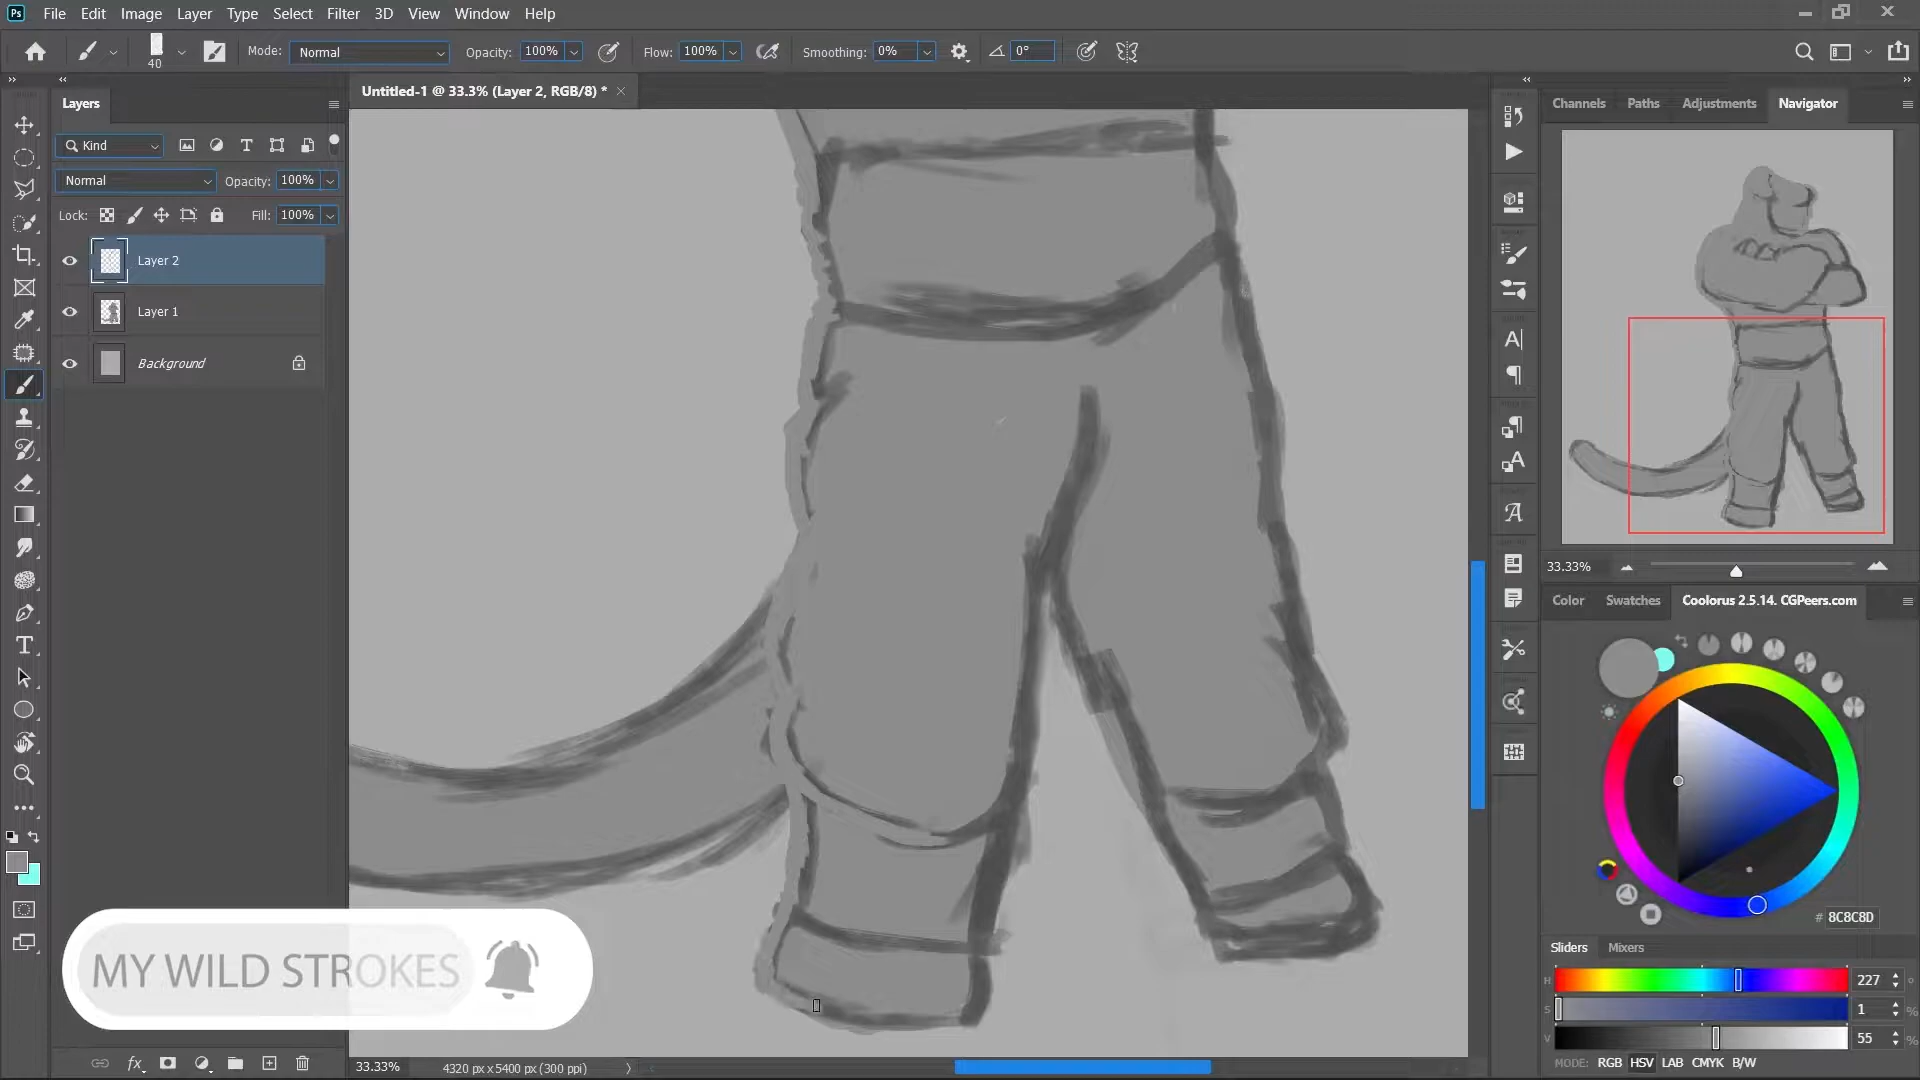 Ps File Edit Image Layer Type Select Filter 3D View Window Help
40 Mode: Normal Opacity: 100% Flow: 100% Smoothing: 0% 0°
Layers
Untitled-1 @ 33.3% (Layer 2, RGB/8) *
Channels Paths Adjustments Navigator
Kind
Normal Opacity: 100%
Lock: Fill: 100%
Layer 2
Layer 1
Background
33.33%
Color Swatches Coolorus 2.5.14. CGPeers.com
# 8C8C8D
Sliders Mixers
H 227 °
S 1 %
V 55 %
MODE: RGB HSV LAB CMYK B/W
MY WILD STROKES
fx
33.33% 4320 px x 5400 px (300 ppi)